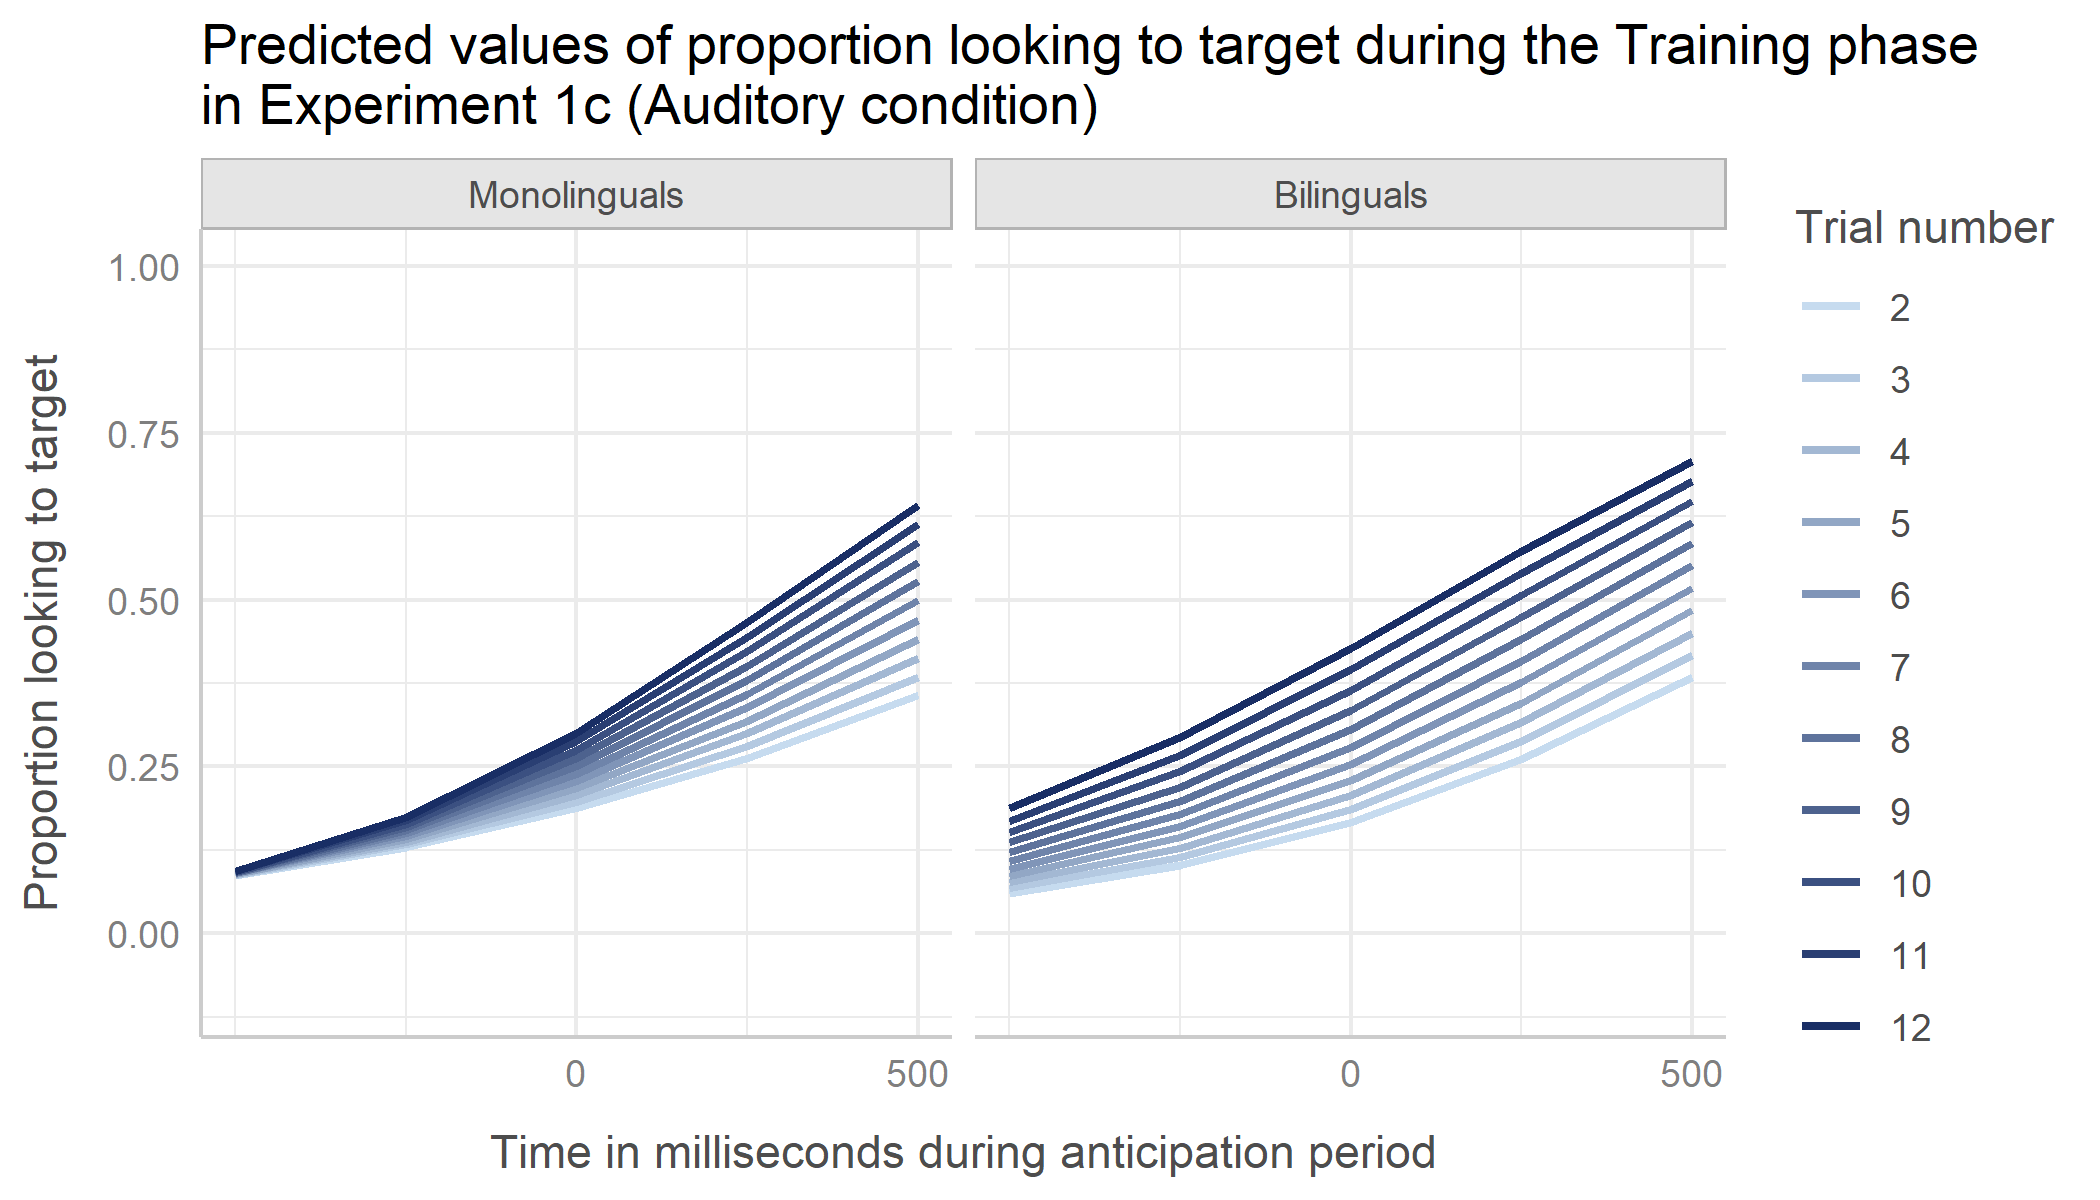 Predicted values of proportion looking to target during the Training phase
in Experiment 1c (Auditory condition)
Monolinguals
Bilinguals
Proportion looking to target
1.00
0.75
0.50
0.25
0.00
0
500
0
500
Time in milliseconds during anticipation period
Trial number
2
3
4
5
6
7
8
9
10
11
12